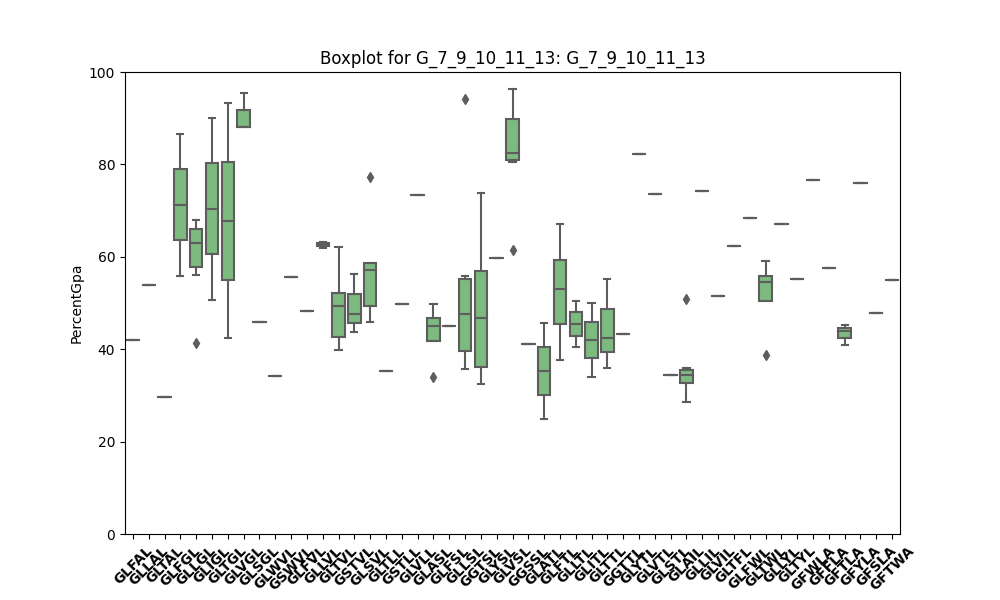 Boxplot for G_7_9_10_11_13: G_7_9_10_11_13
PercentGpa
100
80
60
40
20
0
GLFAL
GLLAL
GLTAL
GLFGL
GLLGL
GLIGL
GLTGL
GLVGL
GLSGL
GLWVL
GSWVL
GLFVL
GLIVL
GLLVL
GLTVL
GSTVL
GLSVL
GLTLL
GSTLL
GLVLL
GLASL
GLFSL
GLLSL
GGTSL
GLYSL
GLVSL
GGSSL
GLATL
GLFTL
GLLTL
GLITL
GLTTL
GGTTL
GLYTL
GLVTL
GLSTL
GLAIL
GLLIL
GLVIL
GLTFL
GLFWL
GLTWL
GLTYL
GFWLA
GFTLA
GFYLA
GFSLA
GFTWA